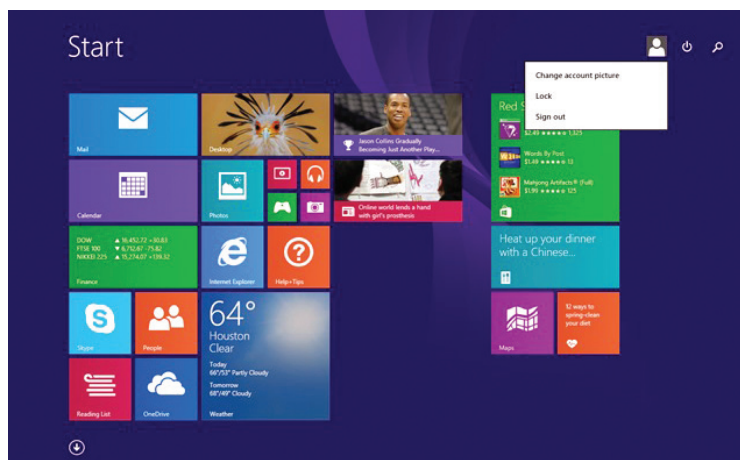 Start
Change account picture
Lock
Sign out
Mail
Desktop
Jason Collins Gradually
Becoming Just Another Play...
Red S
$2.49 ★★★★★ 1,325
Words By Post
$1.49 ★★★★★ 13
Mahjong Artifacts® (Full)
$1.99 ★★★★★ 125
Calendar
Photos
Online world lends a hand
with girl's prosthesis
DOW ▲ 16,452.72 +30.83
FTSE 100 ▼ 6,712.67 -75.82
NIKKEI 225 ▲ 15,274.07 +139.32
Finance
Internet Explorer
Help+Tips
Heat up your dinner
with a Chinese...
Skype
People
64°
Houston
Clear
Today
66°/53° Partly Cloudy
Tomorrow
68°/49° Cloudy
Weather
Maps
12 ways to
spring-clean
your diet
Reading List
OneDrive